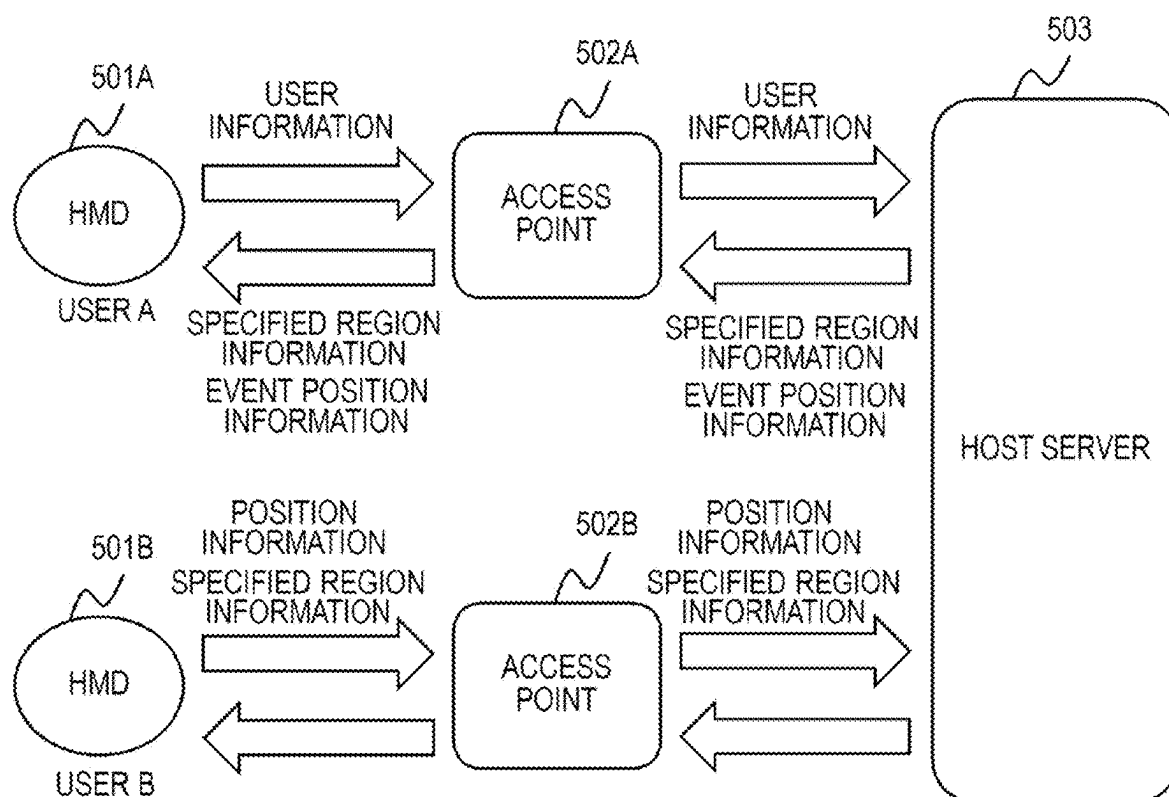 503
501A
502A
USER
INFORMATION
USER
INFORMATION
HMD
ACCESS
POINT
USER A
SPECIFIED REGION
INFORMATION
EVENT POSITION
INFORMATION
SPECIFIED REGION
INFORMATION
EVENT POSITION
INFORMATION
HOST SERVER
501B
502B
POSITION
INFORMATION
SPECIFIED REGION
INFORMATION
POSITION
INFORMATION
SPECIFIED REGION
INFORMATION
HMD
ACCESS
POINT
USER B